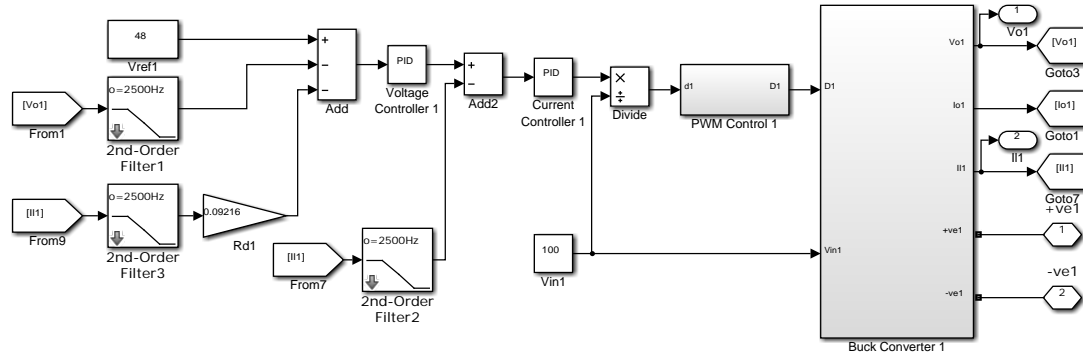 48
Vref1
[Vo1]
From1
o=2500Hz
2nd-Order
Filter1
[Il1]
From9
o=2500Hz
2nd-Order
Filter3
0.09216
Rd1
+
−
−
Add
PID
Voltage
Controller 1
[Il1]
From7
o=2500Hz
2nd-Order
Filter2
+
−
Add2
PID
Current
Controller 1
×
÷
Divide
100
Vin1
d1
D1
PWM Control 1
D1
Vin1
Vo1
Io1
Il1
+ve1
-ve1
Buck Converter 1
1
Vo1
[Vo1]
Goto3
[Io1]
Goto1
2
Il1
[Il1]
Goto7
+ve1
1
-ve1
2